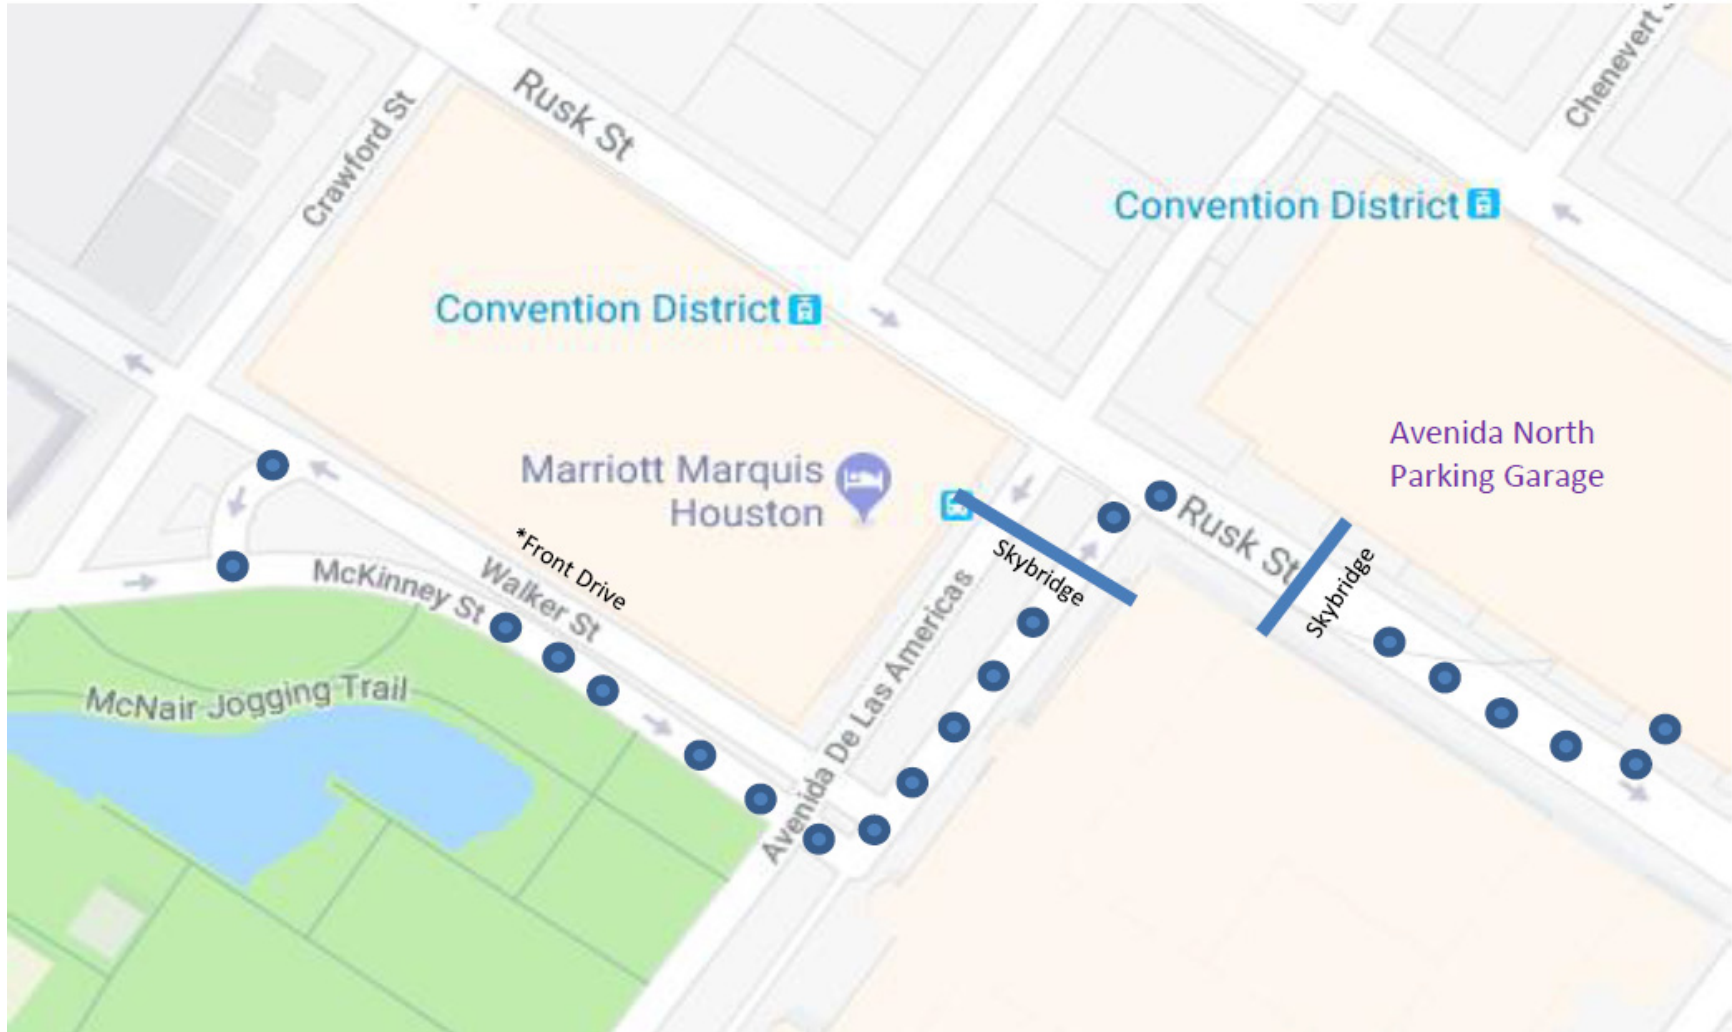 Rusk St
Chenevert S
Crawford St
Convention District
Convention District
Avenida North
Parking Garage
Marriott Marquis
Houston
Rusk St
*Front Drive
Skybridge
Skybridge
McKinney St
Walker St
Avenida De Las Americas
McNair Jogging Trail